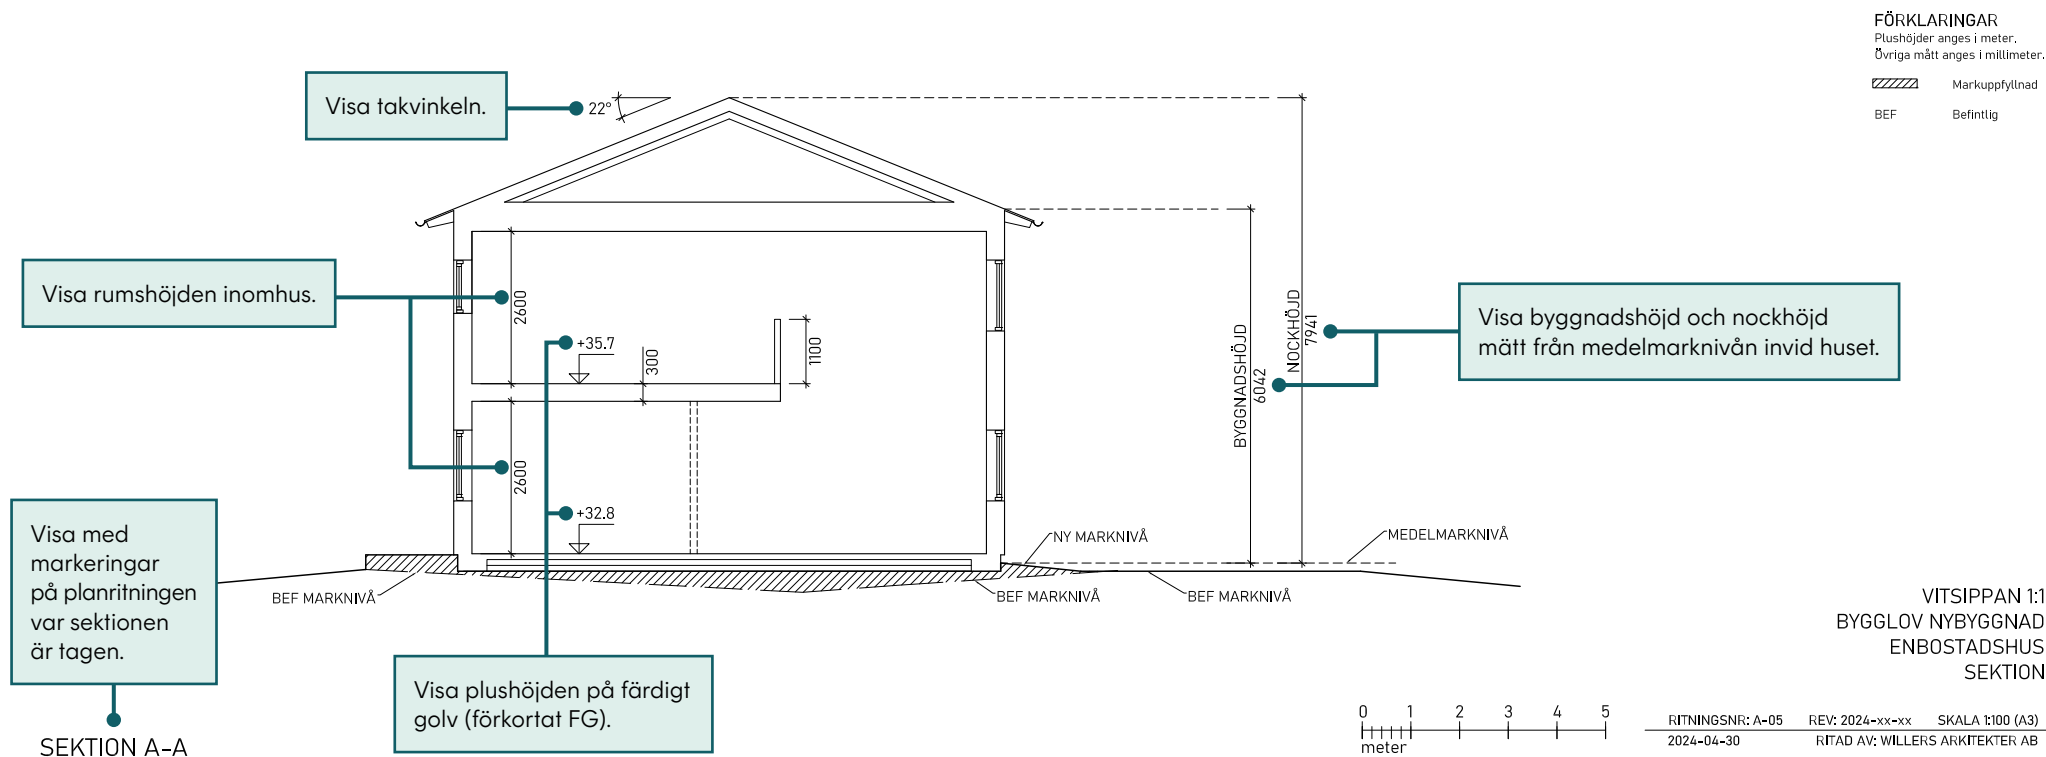 FÖRKLARINGAR
Plushöjder anges i meter.
Övriga mått anges i millimeter.
Markuppfyllnad
BEF Befintlig
Visa takvinkeln.
22°
Visa rumshöjden inomhus.
2600
+35.7
300
1100
BYGGNADSHÖJD
6042
NOCKHÖJD
7941
Visa byggnadshöjd och nockhöjd
mätt från medelmarknivån invid huset.
2600
+32.8
Visa med
markeringar
på planritningen
var sektionen
är tagen.
NY MARKNIVÅ
MEDELMARKNIVÅ
BEF MARKNIVÅ
BEF MARKNIVÅ
BEF MARKNIVÅ
Visa plushöjden på färdigt
golv (förkortat FG).
SEKTION A-A
VITSIPPAN 1:1
BYGGLOV NYBYGGNAD
ENBOSTADSHUS
SEKTION
0 1 2 3 4 5
meter
RITNINGSNR: A-05 REV: 2024-xx-xx SKALA 1:100 (A3)
2024-04-30 RITAD AV: WILLERS ARKITEKTER AB